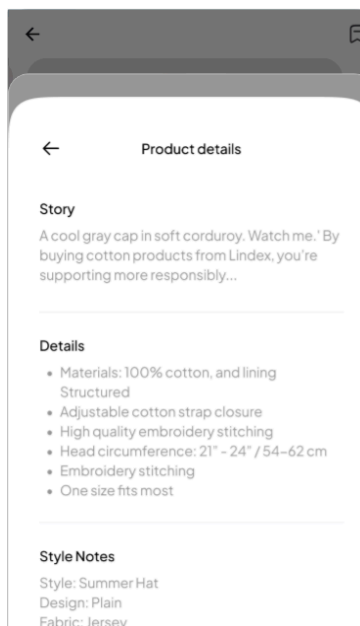 Product details
Story
A cool gray cap in soft corduroy. Watch me.' By
buying cotton products from Lindex, you're
supporting more responsibly...
Details
• Materials: 100% cotton, and lining
Structured
• Adjustable cotton strap closure
• High quality embroidery stitching
• Head circumference: 21" - 24" / 54-62 cm
• Embroidery stitching
• One size fits most
Style Notes
Style: Summer Hat
Design: Plain
Fabric: Jersey